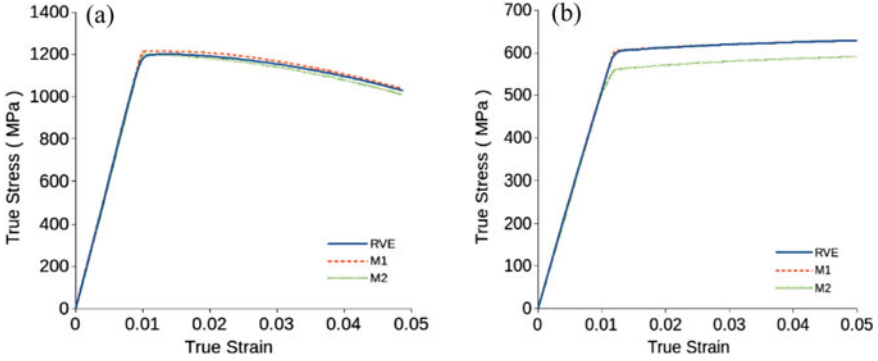 (a)
1400
1200
1000
800
600
400
200
0
True Stress ( MPa )
0 0.01 0.02 0.03 0.04 0.05
True Strain
RVE
M1
M2
(b)
700
600
500
400
300
200
100
0
True Stress ( MPa )
0 0.01 0.02 0.03 0.04 0.05
True Strain
RVE
M1
M2